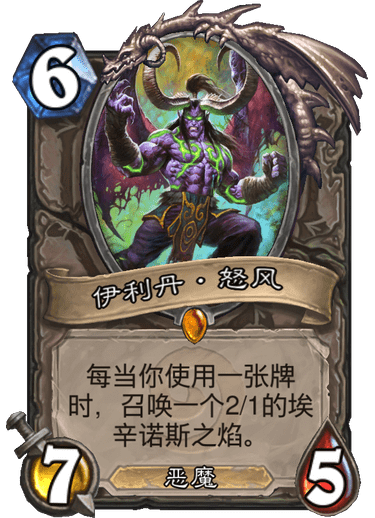 6
伊利丹·怒风
每当你使用一张牌
时，召唤一个2/1的埃
辛诺斯之焰。
7
恶魔
5